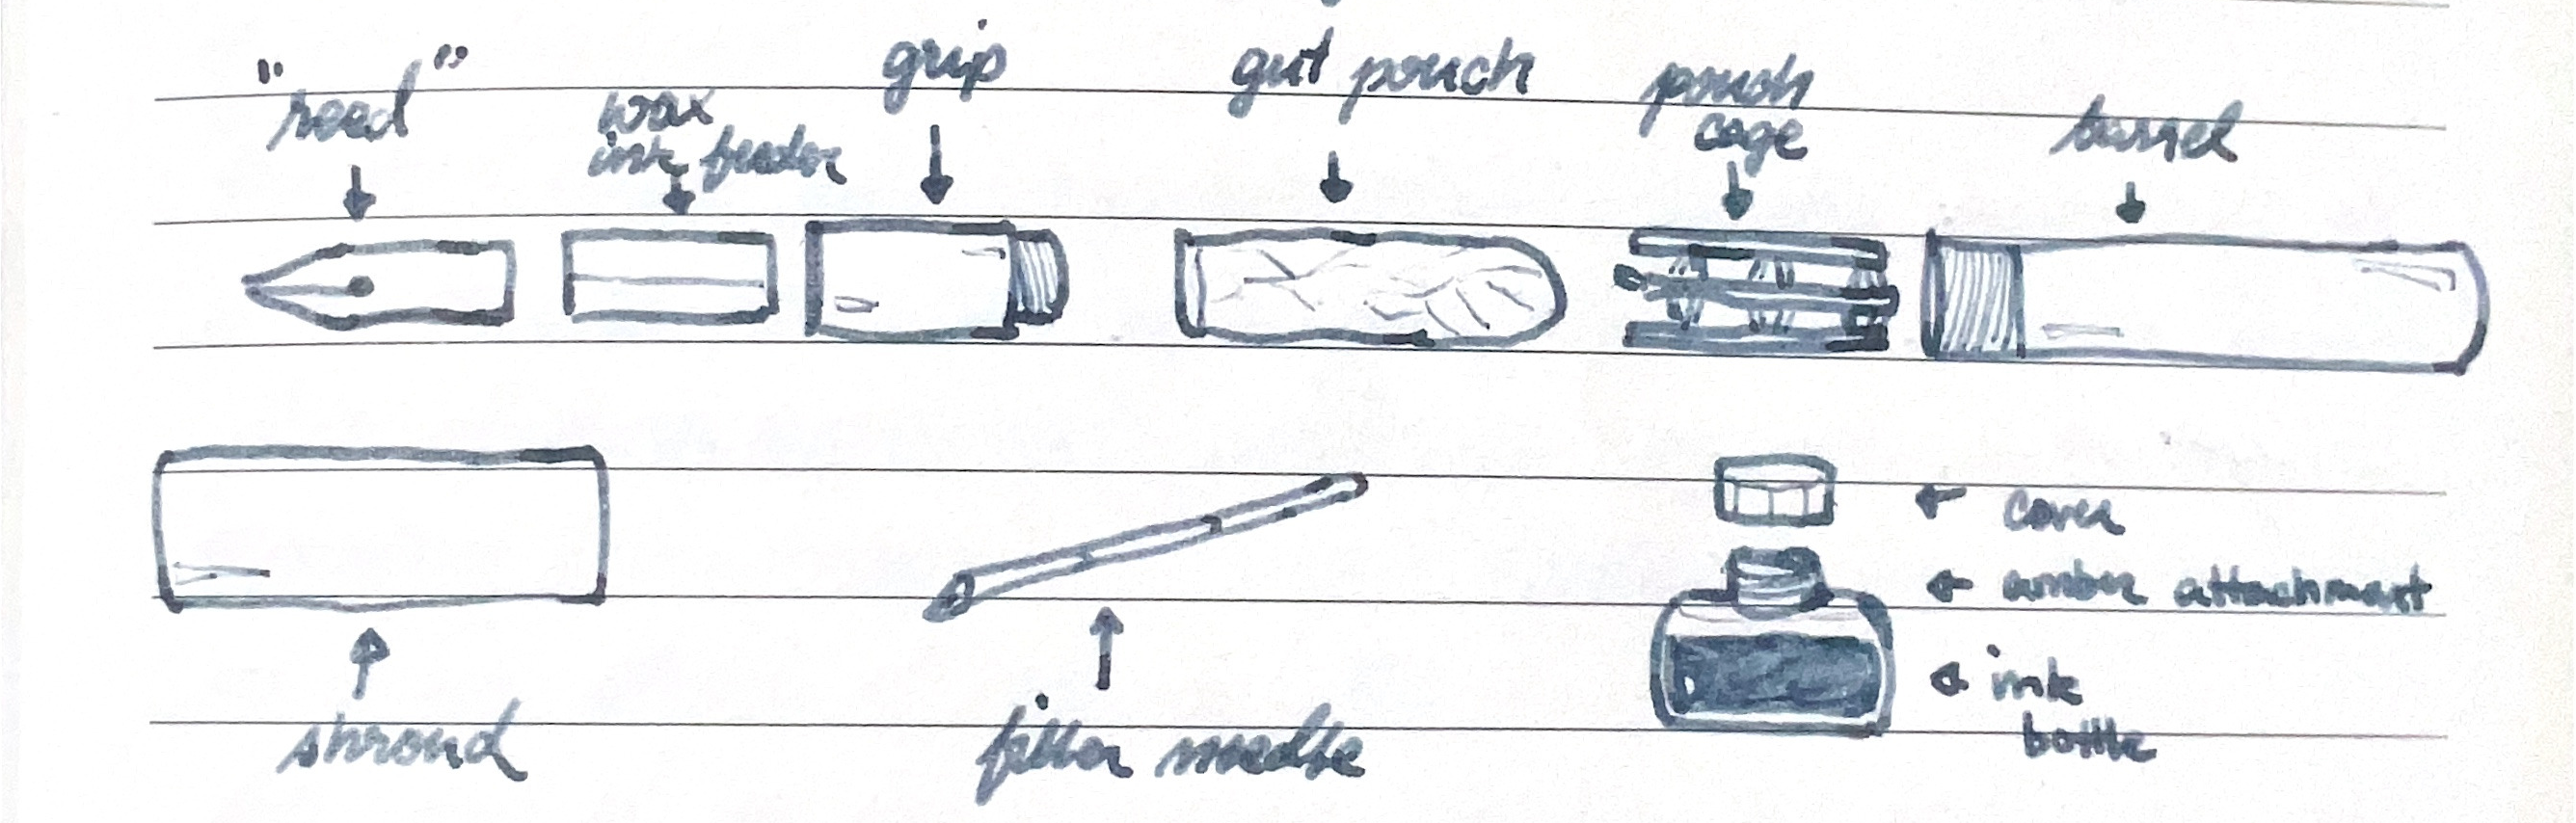 "reed"
wax
ink feeder
grip
gut pouch
pouch
cage
barrel
shroud
filler needle
cover
amber attachment
ink
bottle